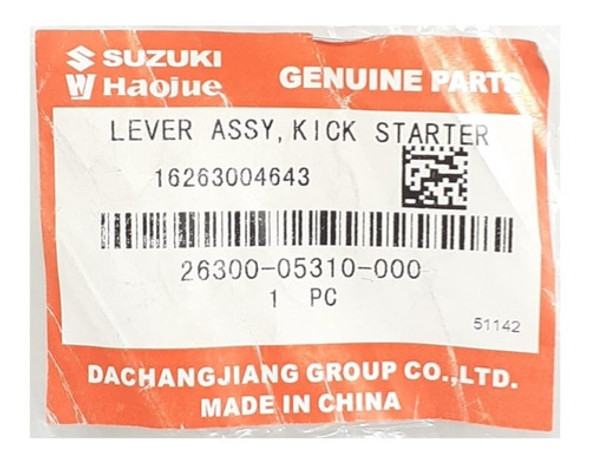 SUZUKI
Haojue GENUINE PARTS
LEVER ASSY, KICK STARTER
16263004643
26300-05310-000
1 PC
51142
DACHANGJIANG GROUP CO.,LTD.
MADE IN CHINA